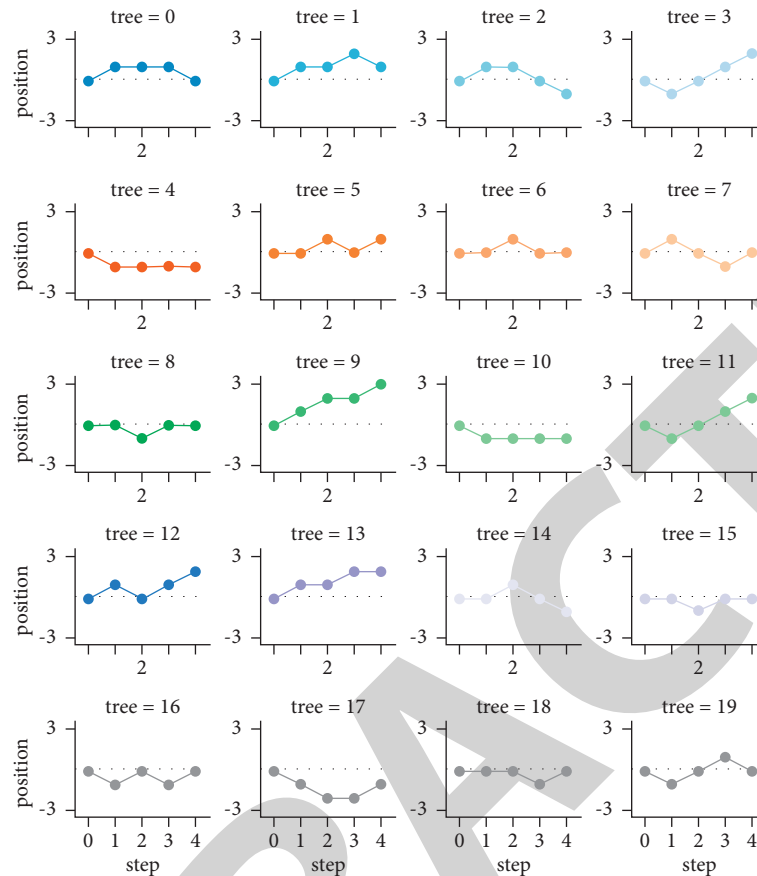 tree = 0 tree = 1 tree = 2 tree = 3
position
3 3 3 3
-3 -3 -3 -3
2 2 2 2
tree = 4 tree = 5 tree = 6 tree = 7
position
3 3 3 3
-3 -3 -3 -3
2 2 2 2
tree = 8 tree = 9 tree = 10 tree = 11
position
3 3 3 3
-3 -3 -3 -3
2 2 2 2
tree = 12 tree = 13 tree = 14 tree = 15
position
3 3 3 3
-3 -3 -3 -3
2 2 2 2
tree = 16 tree = 17 tree = 18 tree = 19
position
3 3 3 3
-3 -3 -3 -3
0 1 2 3 4 0 1 2 3 4 0 1 2 3 4 0 1 2 3 4
step step step step